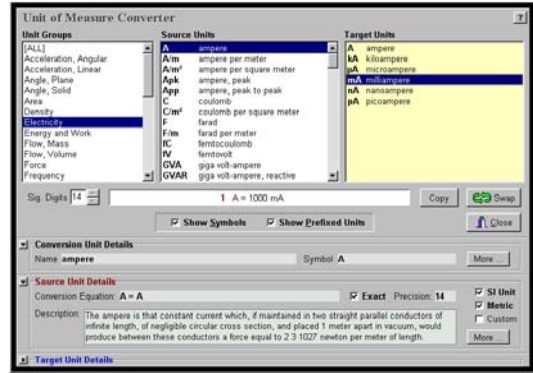 Unit of Measure Converter
?
Unit Groups
[ALL]
Acceleration, Angular
Acceleration, Linear
Angle, Plane
Angle, Solid
Area
Density
Electricity
Energy and Work
Flow, Mass
Flow, Volume
Force
Frequency
Source Units
A ampere
A/m ampere per meter
A/m² ampere per square meter
Apk ampere, peak
App ampere, peak to peak
C coulomb
C/m² coulomb per square meter
F farad
F/m farad per meter
fC femtocoulomb
fV femtovolt
GVA giga volt-ampere
GVAR giga volt-ampere, reactive
Target Units
A ampere
kA kiloampere
µA microampere
mA milliampere
nA nanoampere
pA picoampere
Sig. Digits 14
1 A = 1000 mA
Copy
Swap
Show Symbols
Show Prefixed Units
Close
Conversion Unit Details
Name ampere
Symbol A
More ...
Source Unit Details
Conversion Equation: A = A
Exact Precision: 14
SI Unit
Metric
Custom
Description: The ampere is that constant current which, if maintained in two straight parallel conductors of
infinite length, of negligible circular cross section, and placed 1 meter apart in vacuum, would
produce between these conductors a force equal to 2 3 1027 newton per meter of length.
More ...
Target Unit Details